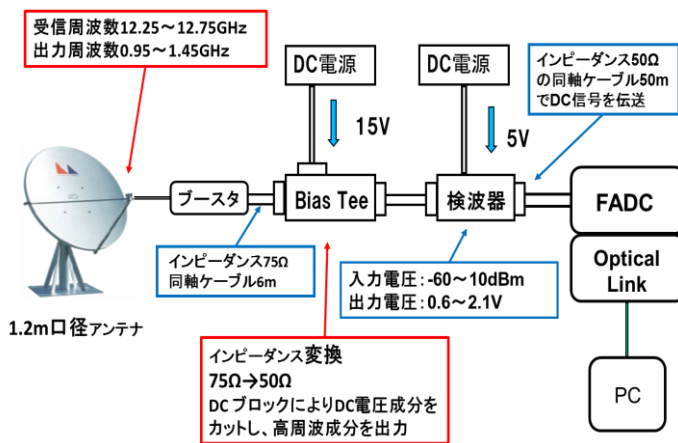 受信周波数12.25～12.75GHz
出力周波数0.95～1.45GHz
DC電源
DC電源
インピーダンス50Ω
の同軸ケーブル50m
でDC信号を伝送
15V
5V
ブースタ
Bias Tee
検波器
FADC
Optical
Link
PC
インピーダンス75Ω
同軸ケーブル6m
入力電圧：-60～10dBm
出力電圧：0.6～2.1V
1.2m口径アンテナ
インピーダンス変換
75Ω→50Ω
DC ブロックによりDC電圧成分を
カットし、高周波成分を出力